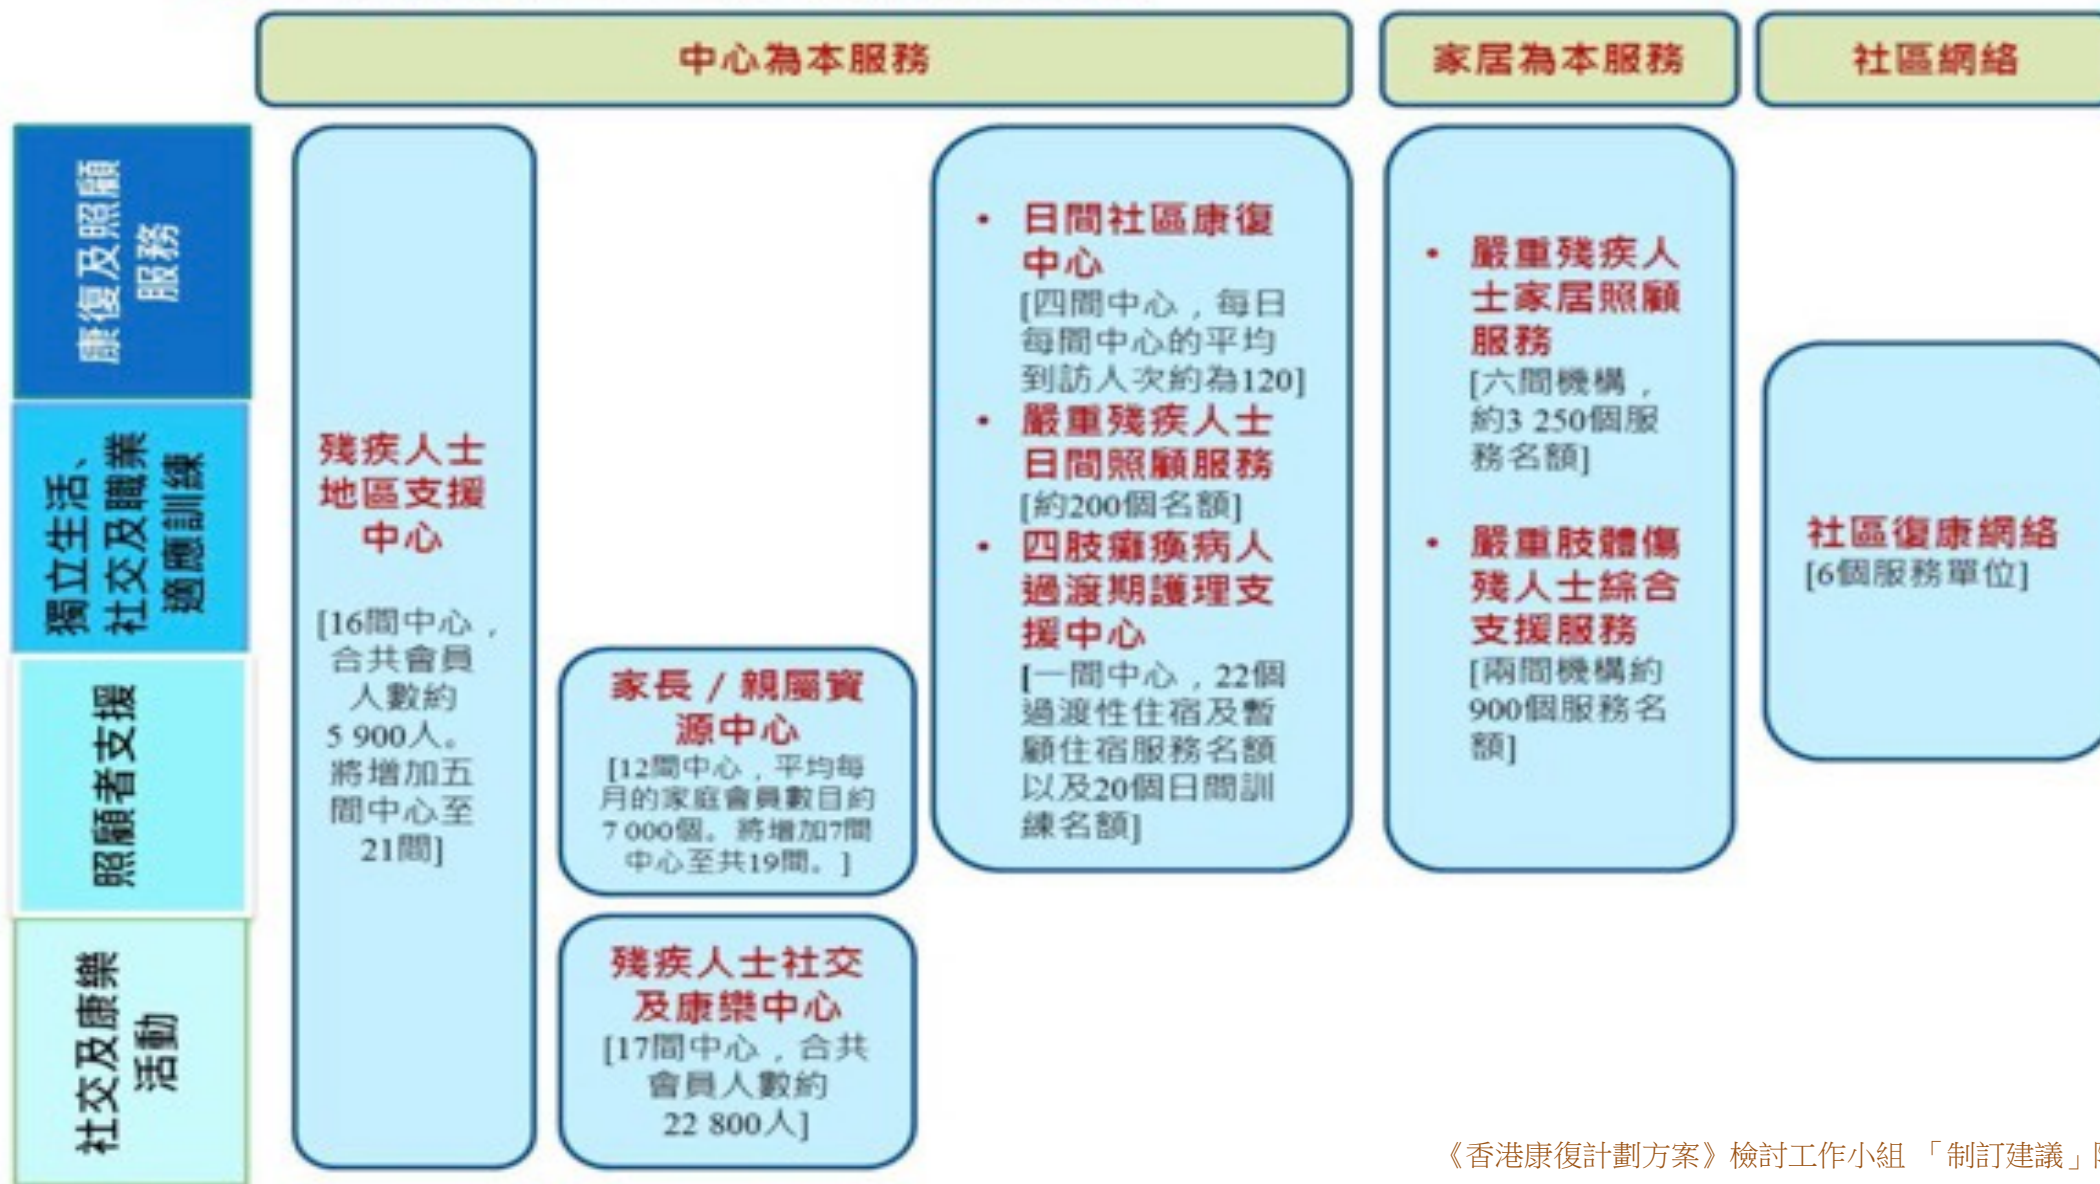 中心為本服務
家居為本服務
社區網絡
康復及照顧
服務
獨立生活、
社交及職業
適應訓練
照顧者支援
社交及康樂
活動
殘疾人士
地區支援
中心
[16間中心，
合共會員
人數約
5 900人。
將增加五
間中心至
21間]
家長 / 親屬資
源中心
[12間中心，平均每
月的家庭會員數目約
7 000個。將增加7間
中心至共19間。]
殘疾人士社交
及康樂中心
[17間中心，合共
會員人數約
22 800人]
• 日間社區康復
中心
[四間中心，每日
每間中心的平均
到訪人次約為120]
• 嚴重殘疾人士
日間照顧服務
[約200個名額]
• 四肢癱瘓病人
過渡期護理支
援中心
[一間中心，22個
過渡性住宿及暫
顧住宿服務名額
以及20個日間訓
練名額]
• 嚴重殘疾人
士家居照顧
服務
[六間機構，
約3 250個服
務名額]
• 嚴重肢體傷
殘人士綜合
支援服務
[兩間機構約
900個服務名
額]
社區復康網絡
[6個服務單位]
《香港康復計劃方案》檢討工作小組 「制訂建議」